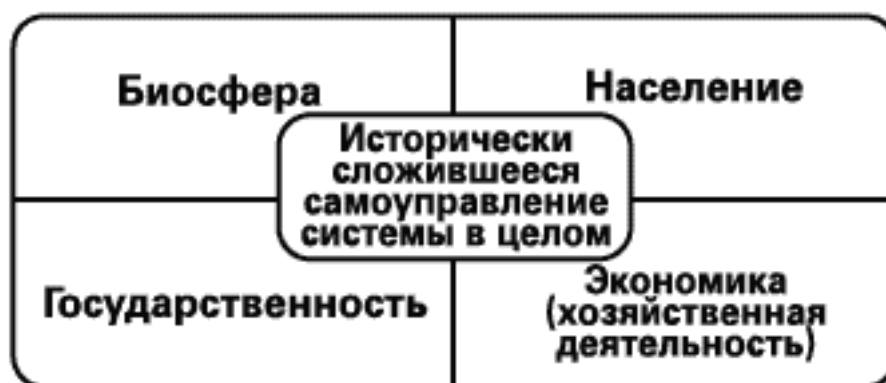 Биосфера
Население
Исторически
сложившееся
самоуправление
системы в целом
Государственность
Экономика
(хозяйственная
деятельность)